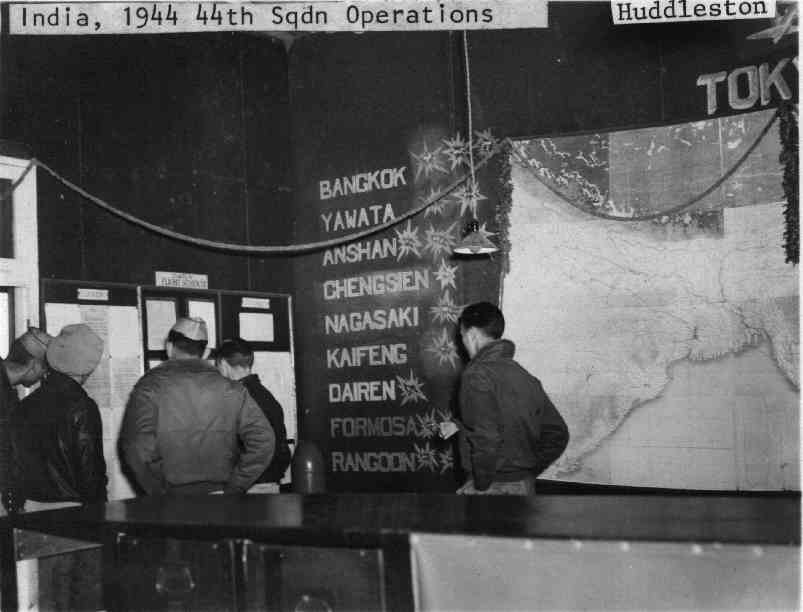 India, 1944 44th Sqdn Operations
Huddleston
TOKY
BANGKOK
YAWATA
ANSHAN
CHENGSIEN
NAGASAKI
KAIFENG
DAIREN
FORMOSA
RANGOON